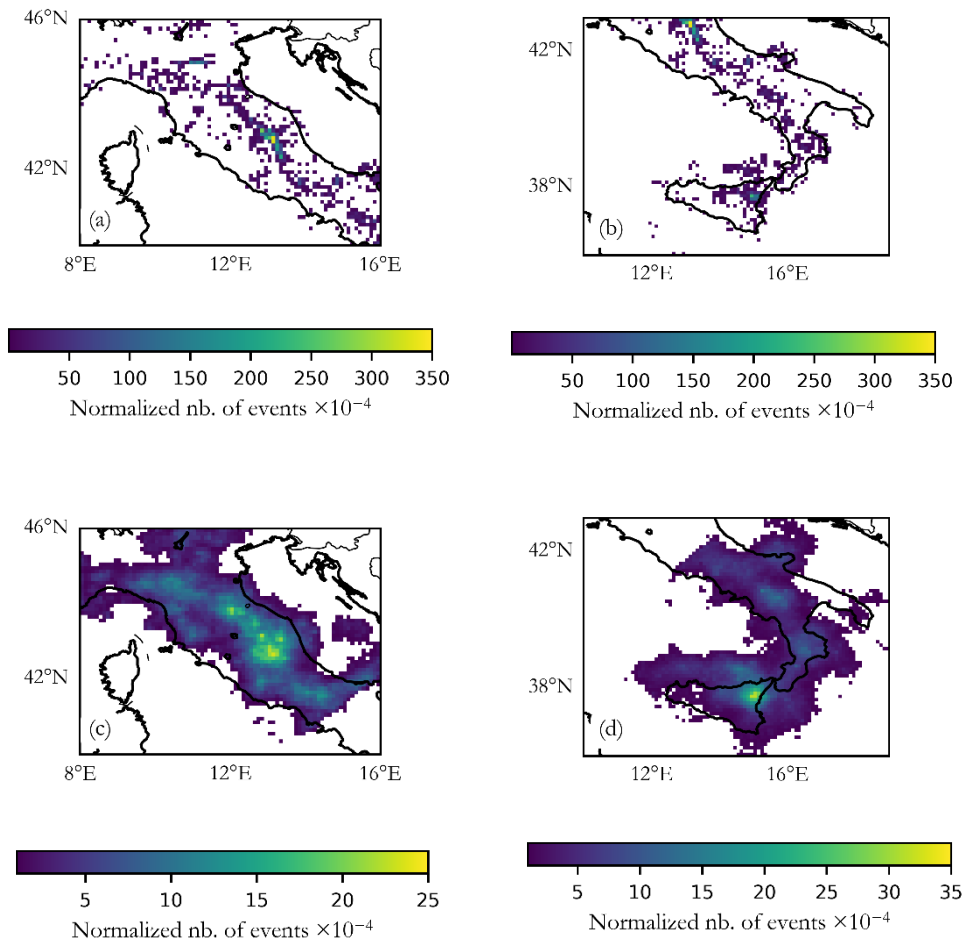 46°N
42°N
(a)
8°E 12°E 16°E
50 100 150 200 250 300 350
Normalized nb. of events ×10⁻⁴
42°N
38°N
(b)
12°E 16°E
50 100 150 200 250 300 350
Normalized nb. of events ×10⁻⁴
46°N
42°N
(c)
8°E 12°E 16°E
5 10 15 20 25
Normalized nb. of events ×10⁻⁴
42°N
38°N
(d)
12°E 16°E
5 10 15 20 25 30 35
Normalized nb. of events ×10⁻⁴